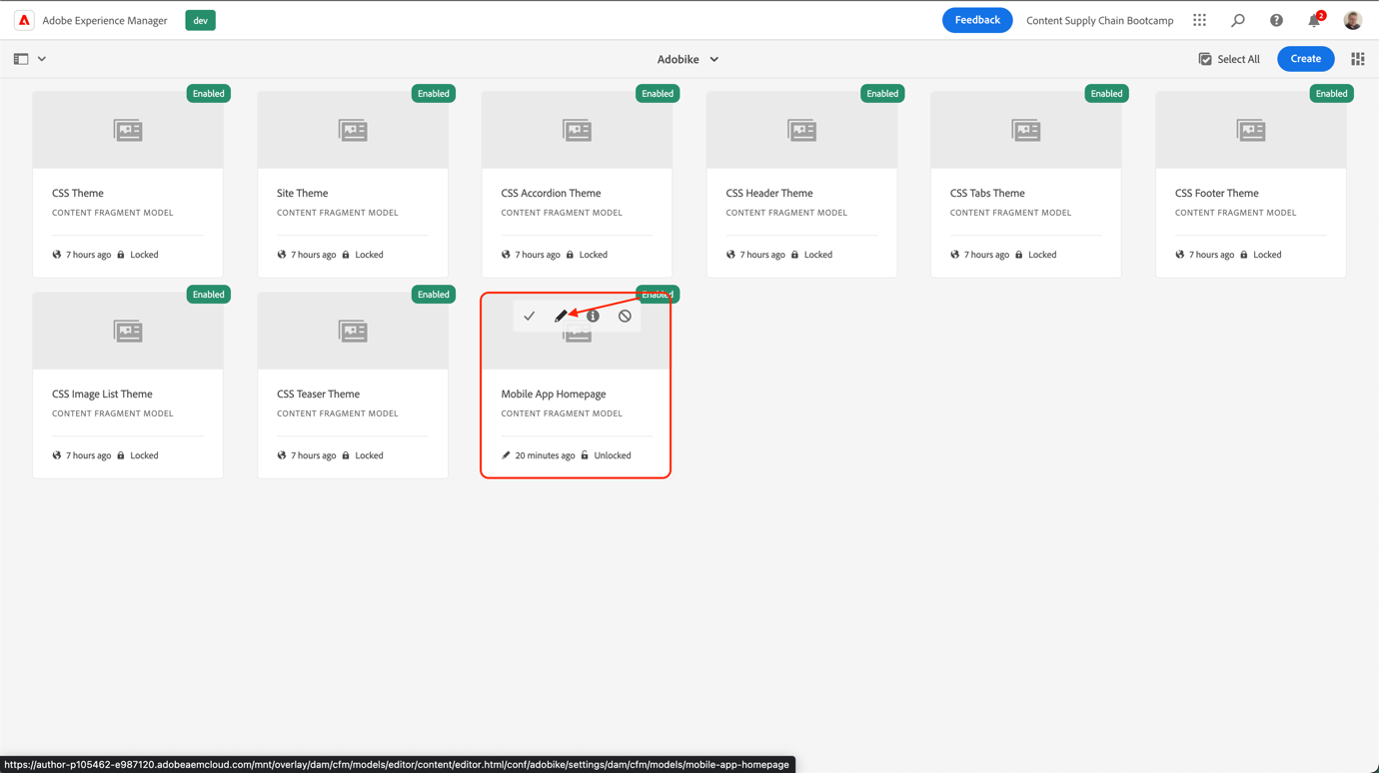 Adobe Experience Manager dev Feedback Content Supply Chain Bootcamp 2
Adobike Select All Create
Enabled Enabled Enabled Enabled Enabled Enabled
CSS Theme Site Theme CSS Accordion Theme CSS Header Theme CSS Tabs Theme CSS Footer Theme
CONTENT FRAGMENT MODEL CONTENT FRAGMENT MODEL CONTENT FRAGMENT MODEL CONTENT FRAGMENT MODEL CONTENT FRAGMENT MODEL CONTENT FRAGMENT MODEL
7 hours ago Locked 7 hours ago Locked 7 hours ago Locked 7 hours ago Locked 7 hours ago Locked 7 hours ago Locked
Enabled Enabled Enabled
CSS Image List Theme CSS Teaser Theme Mobile App Homepage
CONTENT FRAGMENT MODEL CONTENT FRAGMENT MODEL CONTENT FRAGMENT MODEL
7 hours ago Locked 7 hours ago Locked 20 minutes ago Unlocked
https://author-p105462-e987120.adobeaemcloud.com/mnt/overlay/dam/cfm/models/editor/content/editor.html/conf/adobike/settings/dam/cfm/models/mobile-app-homepage